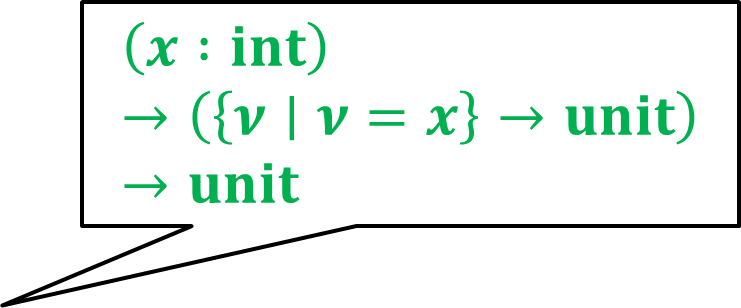 (x : int)
→ ({ν | ν = x} → unit)
→ unit